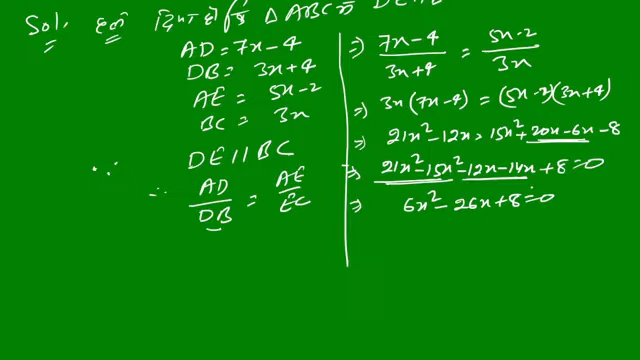 Sol. △ABC
AD = 7x-4
DB = 3x+4
AE = 5x-2
BC = 3x
∵ DE || BC
∴ AD/DB = AE/EC
⇒ 7x-4/3x+4 = 5x-2/3x
⇒ 3x(7x-4) = (5x-2)(3x+4)
⇒ 21x²-12x = 15x²+20x-6x-8
⇒ 21x²-15x²-12x-14x+8=0
⇒ 6x²-26x+8=0